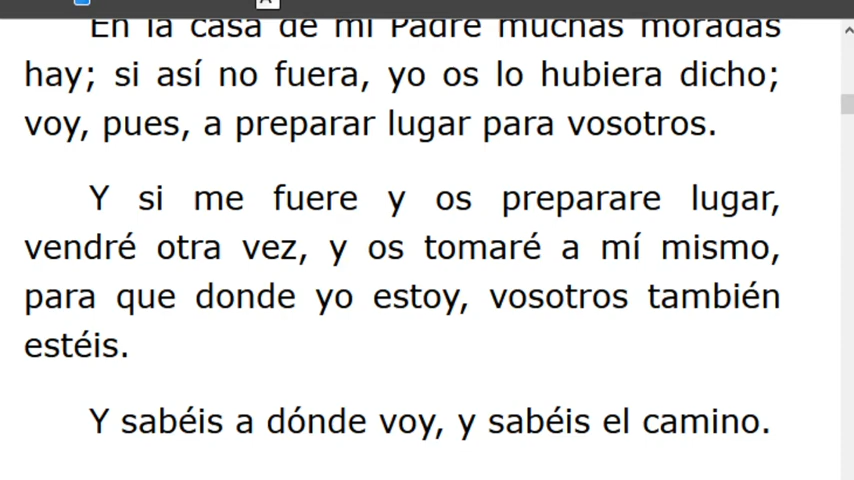 En la casa de mi Padre muchas moradas
hay; si así no fuera, yo os lo hubiera dicho;
voy, pues, a preparar lugar para vosotros.
Y si me fuere y os preparare lugar,
vendré otra vez, y os tomaré a mí mismo,
para que donde yo estoy, vosotros también
estéis.
Y sabéis a dónde voy, y sabéis el camino.